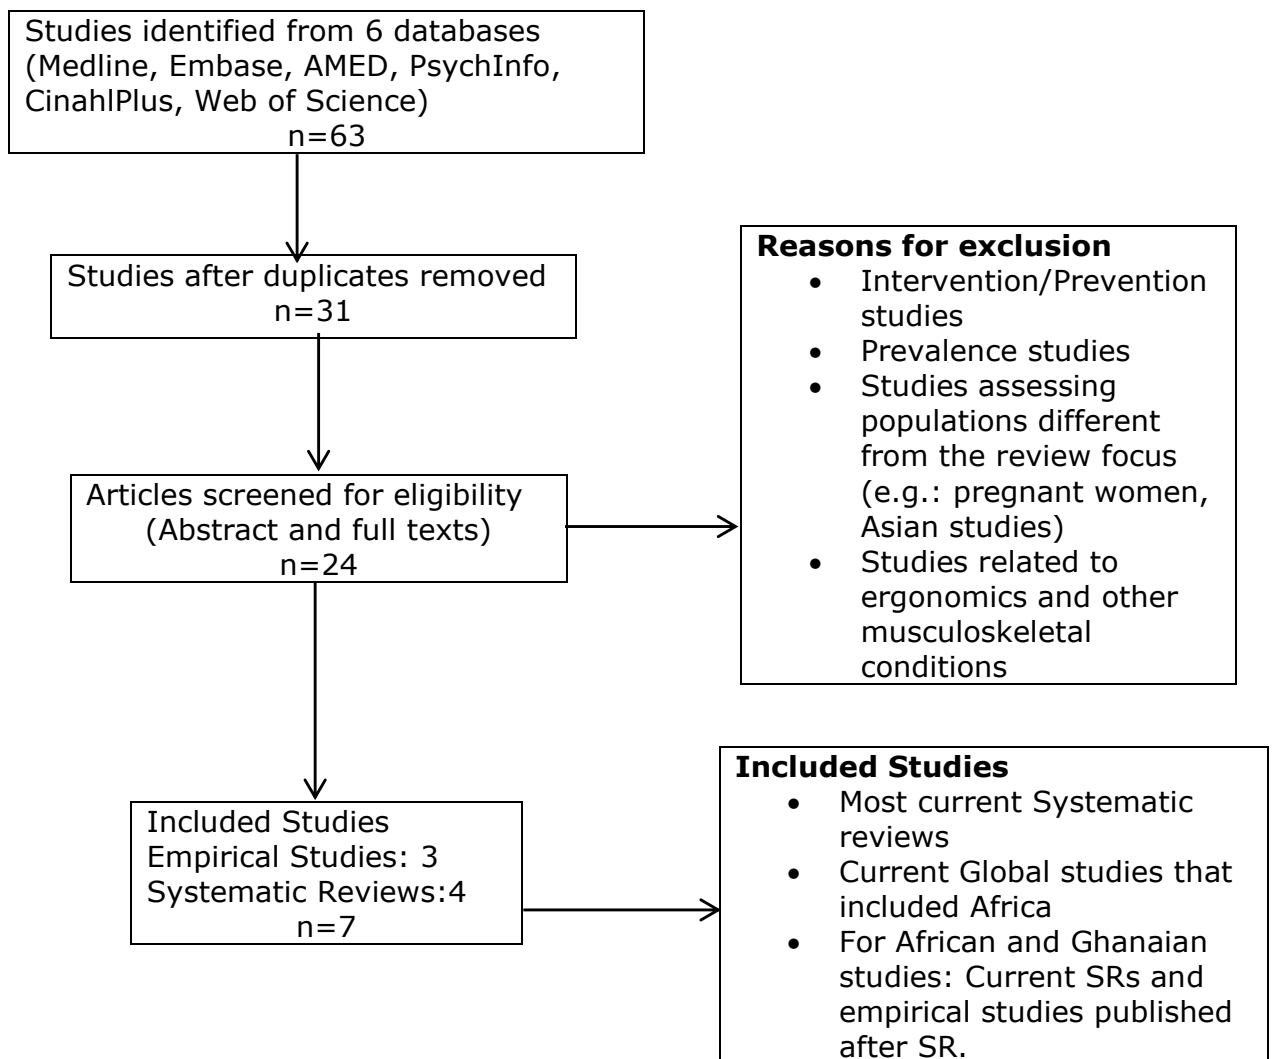 Studies identified from 6 databases
(Medline, Embase, AMED, PsychInfo,
CinahlPlus, Web of Science)
n=63
Studies after duplicates removed
n=31
Articles screened for eligibility
(Abstract and full texts)
n=24
Reasons for exclusion
• Intervention/Prevention
studies
• Prevalence studies
• Studies assessing
populations different
from the review focus
(e.g.: pregnant women,
Asian studies)
• Studies related to
ergonomics and other
musculoskeletal
conditions
Included Studies
Empirical Studies: 3
Systematic Reviews:4
n=7
Included Studies
• Most current Systematic
reviews
• Current Global studies that
included Africa
• For African and Ghanaian
studies: Current SRs and
empirical studies published
after SR.